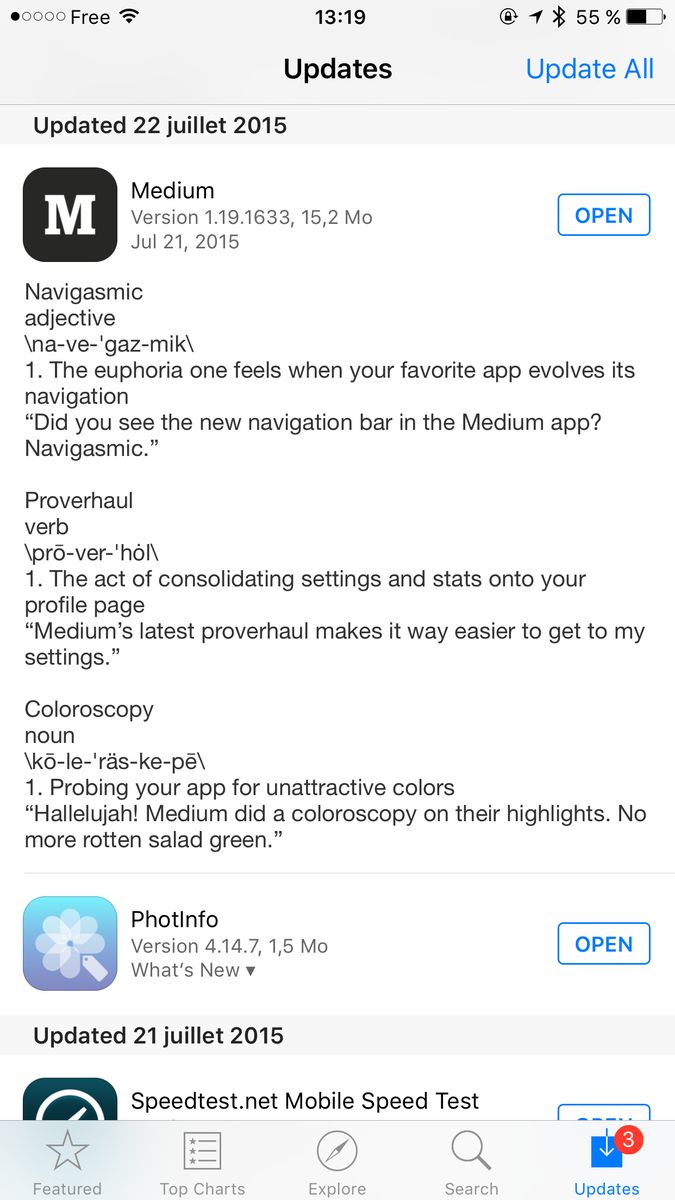 Free 13:19 55 %
Updates Update All
Updated 22 juillet 2015
M
Medium
Version 1.19.1633, 15,2 Mo
Jul 21, 2015
OPEN
Navigasmic
adjective
\na-ve-'gaz-mik\
1. The euphoria one feels when your favorite app evolves its
navigation
“Did you see the new navigation bar in the Medium app?
Navigasmic.”
Proverhaul
verb
\prō-ver-'hȯl\
1. The act of consolidating settings and stats onto your
profile page
“Medium’s latest proverhaul makes it way easier to get to my
settings.”
Coloroscopy
noun
\kō-le-'räs-ke-pē\
1. Probing your app for unattractive colors
“Hallelujah! Medium did a coloroscopy on their highlights. No
more rotten salad green.”
PhotInfo
Version 4.14.7, 1,5 Mo
What’s New ▾
OPEN
Updated 21 juillet 2015
Speedtest.net Mobile Speed Test
OPEN
3
Featured Top Charts Explore Search Updates